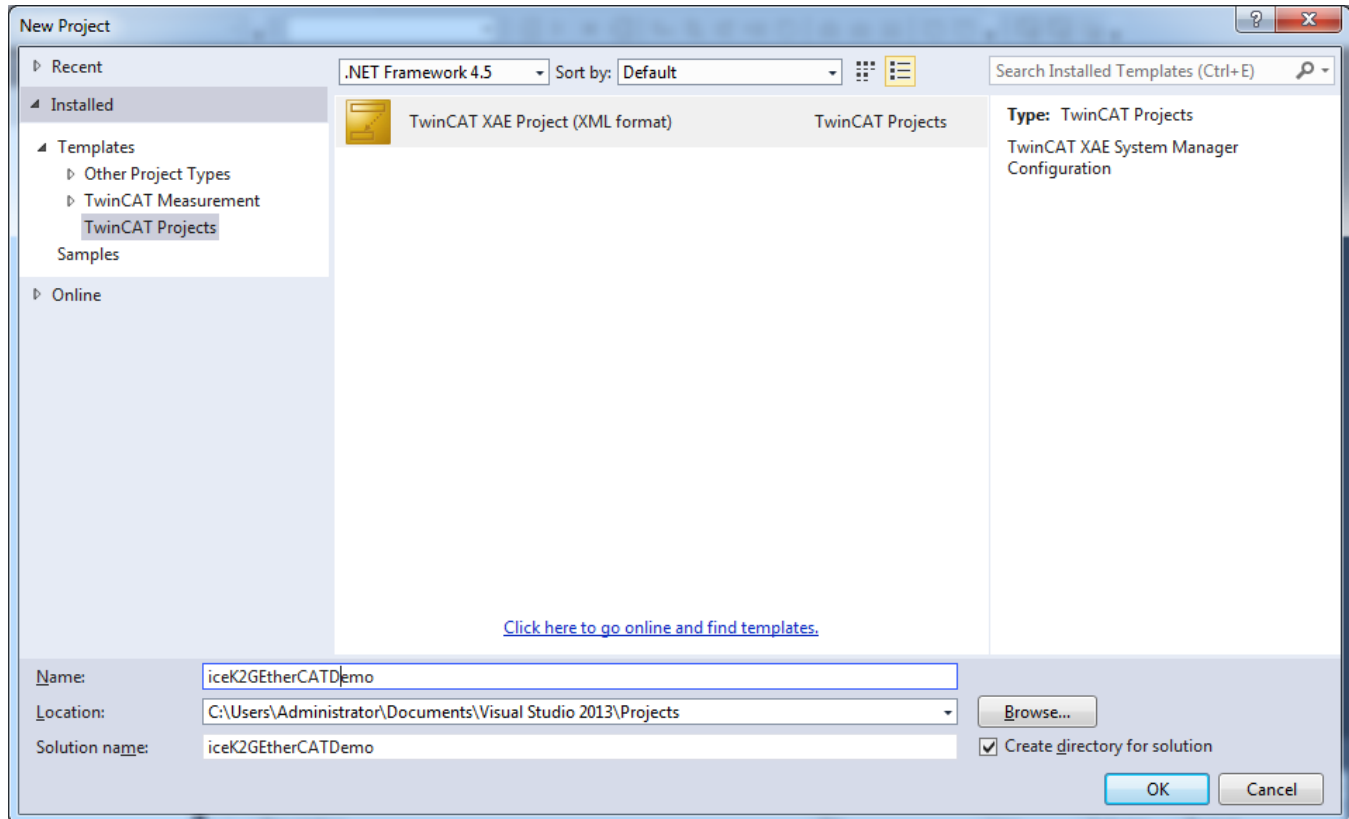 New Project
Recent
.NET Framework 4.5 Sort by: Default Search Installed Templates (Ctrl+E)
Installed
Templates
Other Project Types
TwinCAT Measurement
TwinCAT Projects
Samples
Online
TwinCAT XAE Project (XML format) TwinCAT Projects
Type: TwinCAT Projects
TwinCAT XAE System Manager
Configuration
Click here to go online and find templates.
Name: iceK2GEtherCATDemo
Location: C:\Users\Administrator\Documents\Visual Studio 2013\Projects Browse...
Solution name: iceK2GEtherCATDemo Create directory for solution
OK Cancel